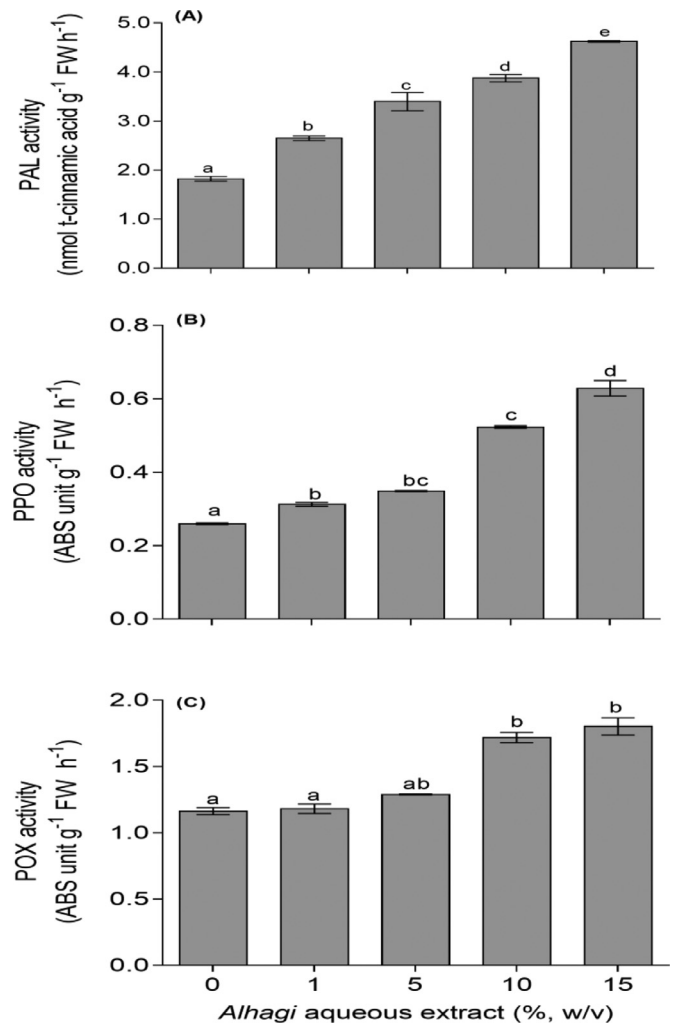 (A)
PAL activity
(nmol t-cinnamic acid g⁻¹ FW h⁻¹)
5.0
4.0
3.0
2.0
1.0
0.0
a
b
c
d
e
(B)
PPO activity
(ABS unit g⁻¹ FW h⁻¹)
0.8
0.6
0.4
0.2
0.0
a
b
bc
c
d
(C)
POX activity
(ABS unit g⁻¹ FW h⁻¹)
2.0
1.5
1.0
0.5
0.0
a
a
ab
b
b
0 1 5 10 15
Alhagi aqueous extract (%, w/v)